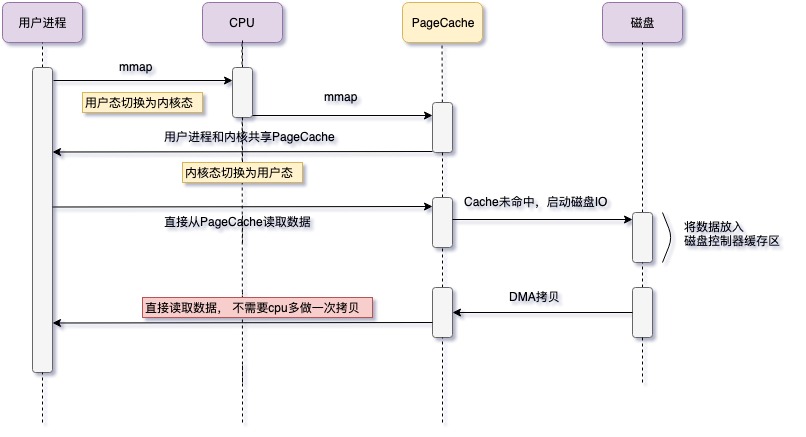 用户进程
CPU
PageCache
磁盘
mmap
用户态切换为内核态
mmap
用户进程和内核共享PageCache
内核态切换为用户态
直接从PageCache读取数据
Cache未命中，启动磁盘IO
将数据放入
磁盘控制器缓存区
DMA拷贝
直接读取数据， 不需要cpu多做一次拷贝